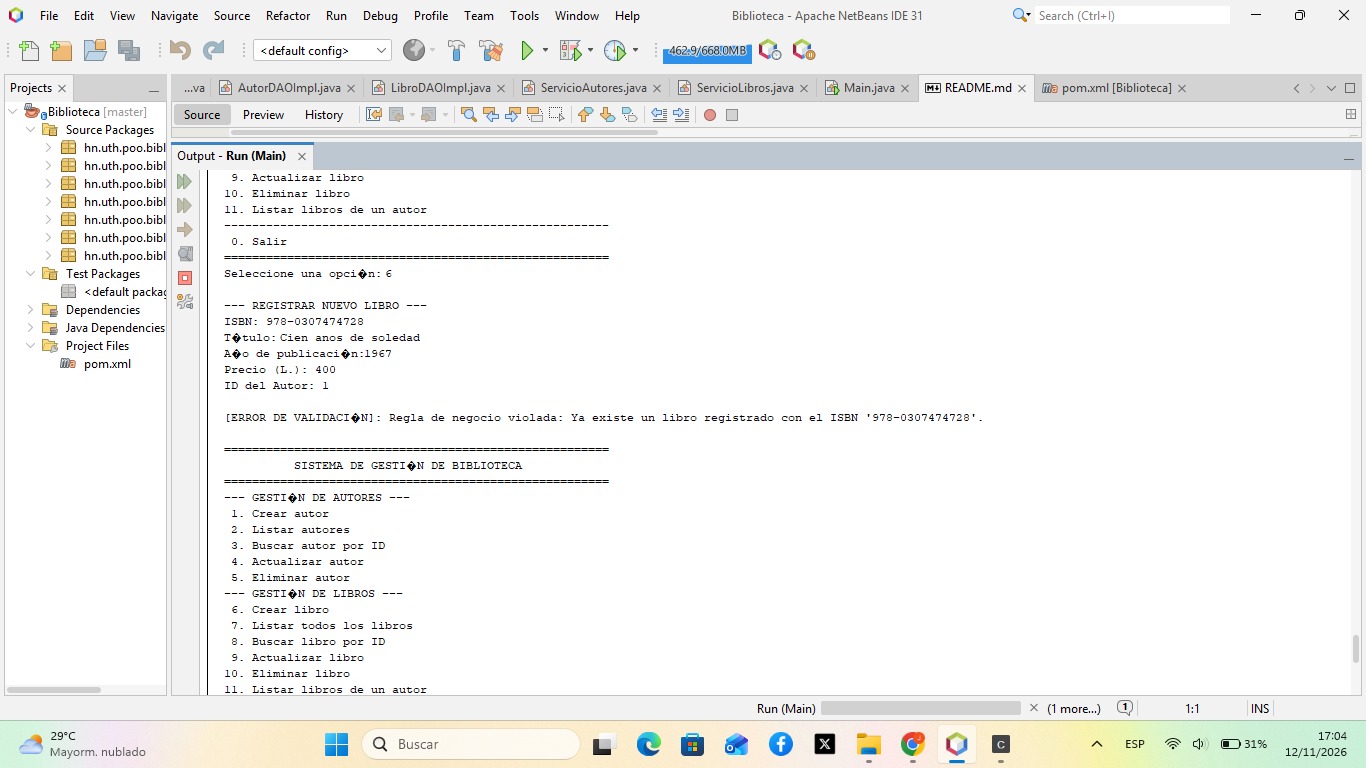 File Edit View Navigate Source Refactor Run Debug Profile Team Tools Window Help
Biblioteca - Apache NetBeans IDE 31
Search (Ctrl+I)
<default config>
462.9/668.0MB
Projects
...va
AutorDAOImpl.java
LibroDAOImpl.java
ServicioAutores.java
ServicioLibros.java
Main.java
README.md
pom.xml [Biblioteca]
Source Preview History
Biblioteca [master]
Source Packages
hn.uth.poo.bibl
hn.uth.poo.bibl
hn.uth.poo.bibl
hn.uth.poo.bibl
hn.uth.poo.bibl
hn.uth.poo.bibl
hn.uth.poo.bibl
Test Packages
<default packag
Dependencies
Java Dependencies
Project Files
pom.xml
Output - Run (Main)
9. Actualizar libro
10. Eliminar libro
11. Listar libros de un autor
-------------------------------------------------------
0. Salir
=======================================================
Seleccione una opci�n: 6
--- REGISTRAR NUEVO LIBRO ---
ISBN: 978-0307474728
T�tulo: Cien anos de soledad
A�o de publicaci�n:1967
Precio (L.): 400
ID del Autor: 1
[ERROR DE VALIDACI�N]: Regla de negocio violada: Ya existe un libro registrado con el ISBN '978-0307474728'.
=======================================================
SISTEMA DE GESTI�N DE BIBLIOTECA
=======================================================
--- GESTI�N DE AUTORES ---
1. Crear autor
2. Listar autores
3. Buscar autor por ID
4. Actualizar autor
5. Eliminar autor
--- GESTI�N DE LIBROS ---
6. Crear libro
7. Listar todos los libros
8. Buscar libro por ID
9. Actualizar libro
10. Eliminar libro
11. Listar libros de un autor
Run (Main)
(1 more...)
1
1:1
INS
29°C
Mayorm. nublado
Buscar
ESP
31%
17:04
12/11/2026